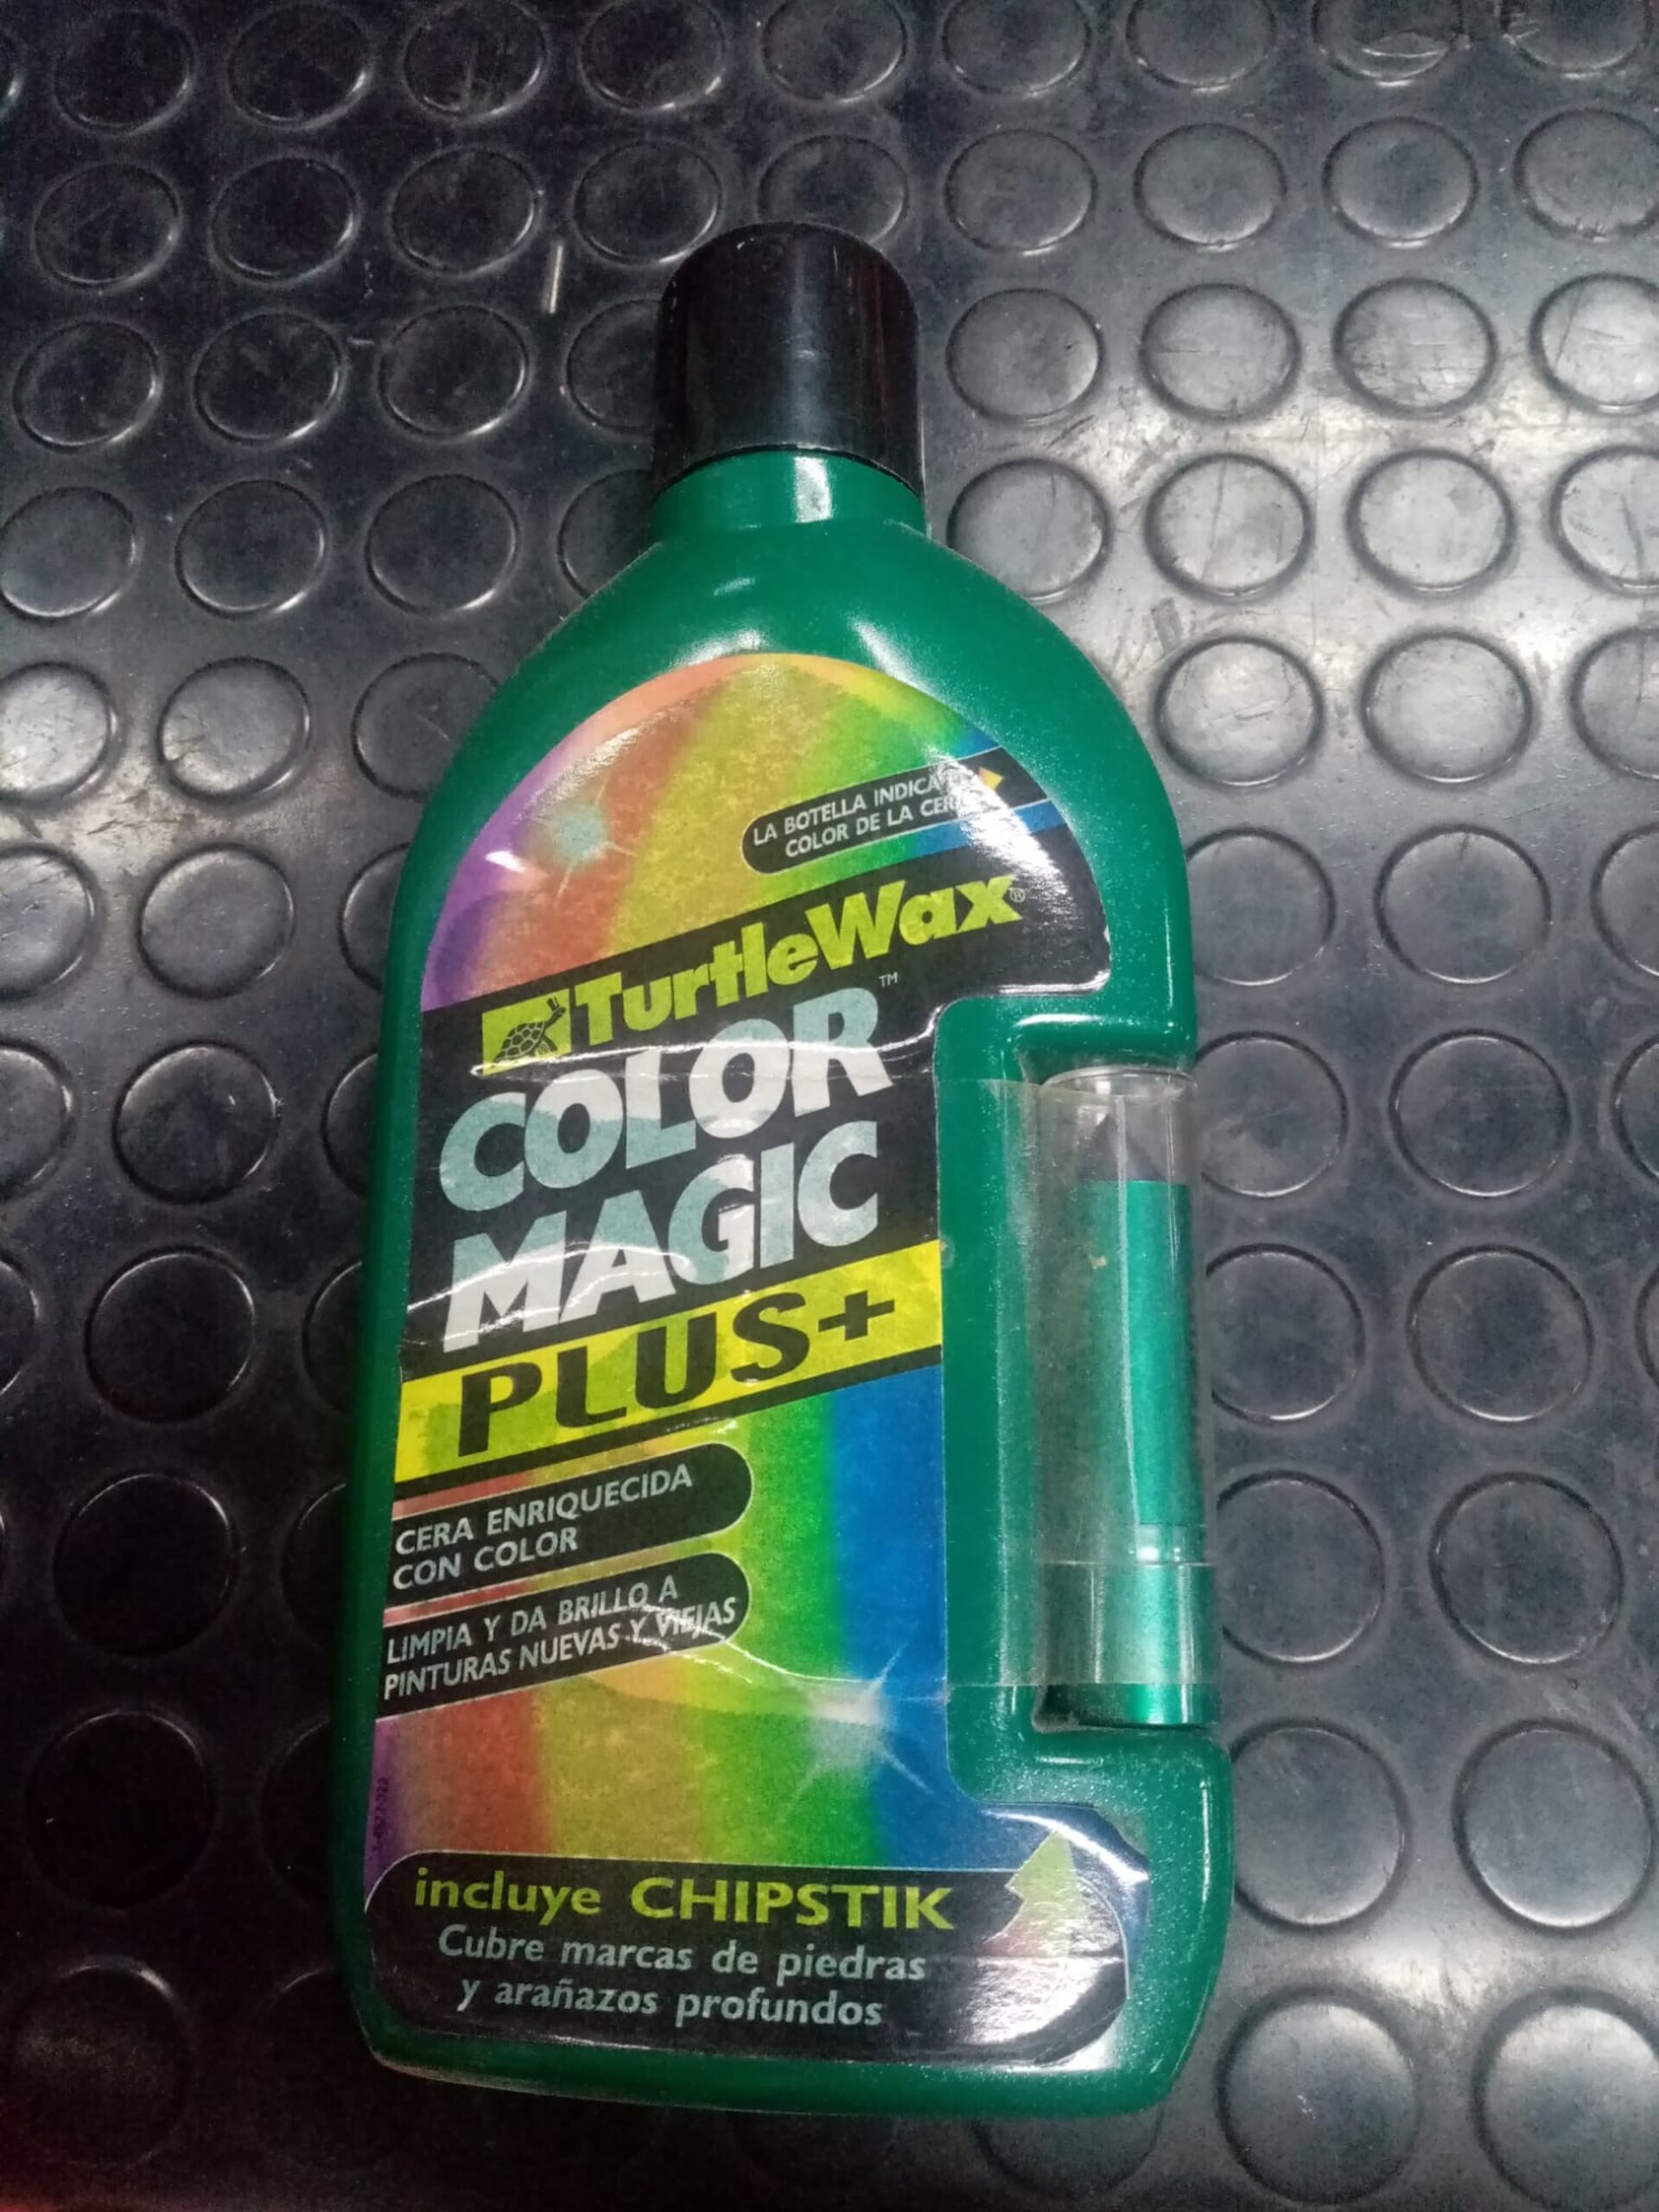 LA BOTELLA INDICA
COLOR DE LA
TurtleWax®
COLOR™
MAGIC
PLUS+
CERA ENRIQUECIDA
CON COLOR
LIMPIA Y DA BRILLO A
PINTURAS NUEVAS Y VIEJAS
incluye CHIPSTIK
Cubre marcas de piedras
y arañazos profundos